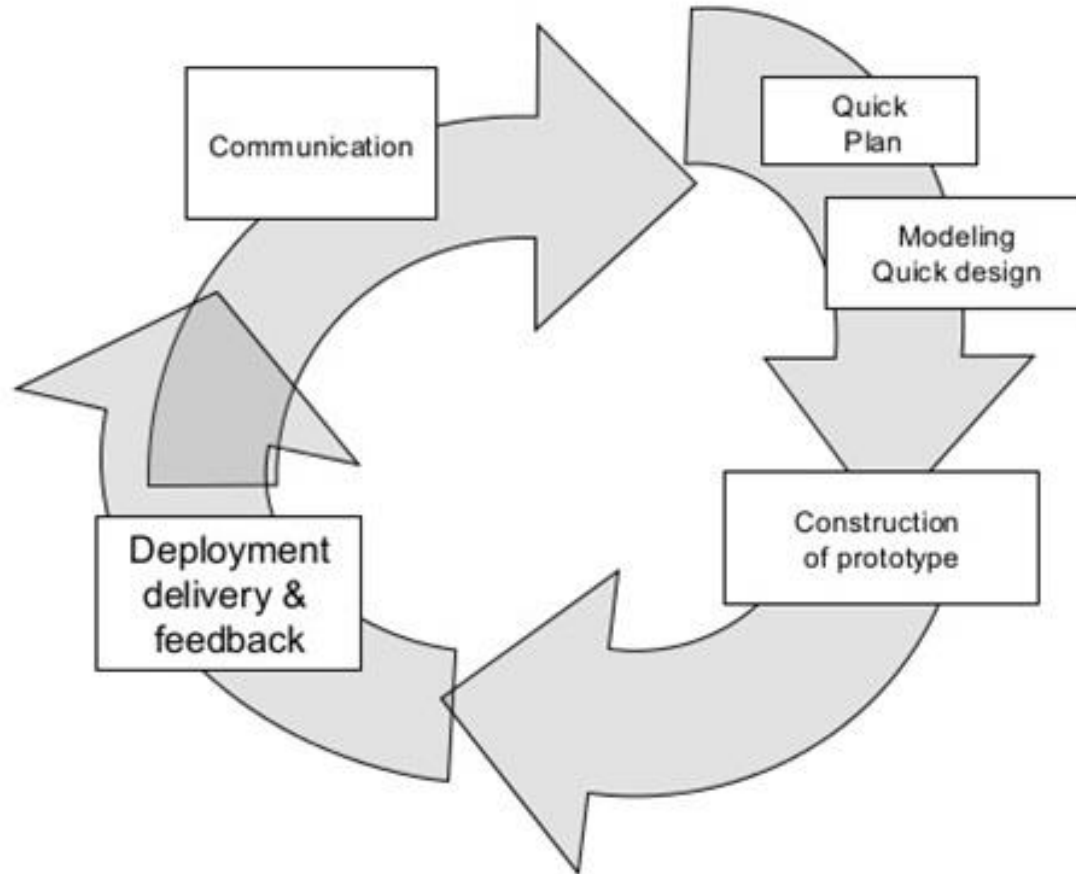 Communication
Quick
Plan
Modeling
Quick design
Construction
of prototype
Deployment
delivery &
feedback